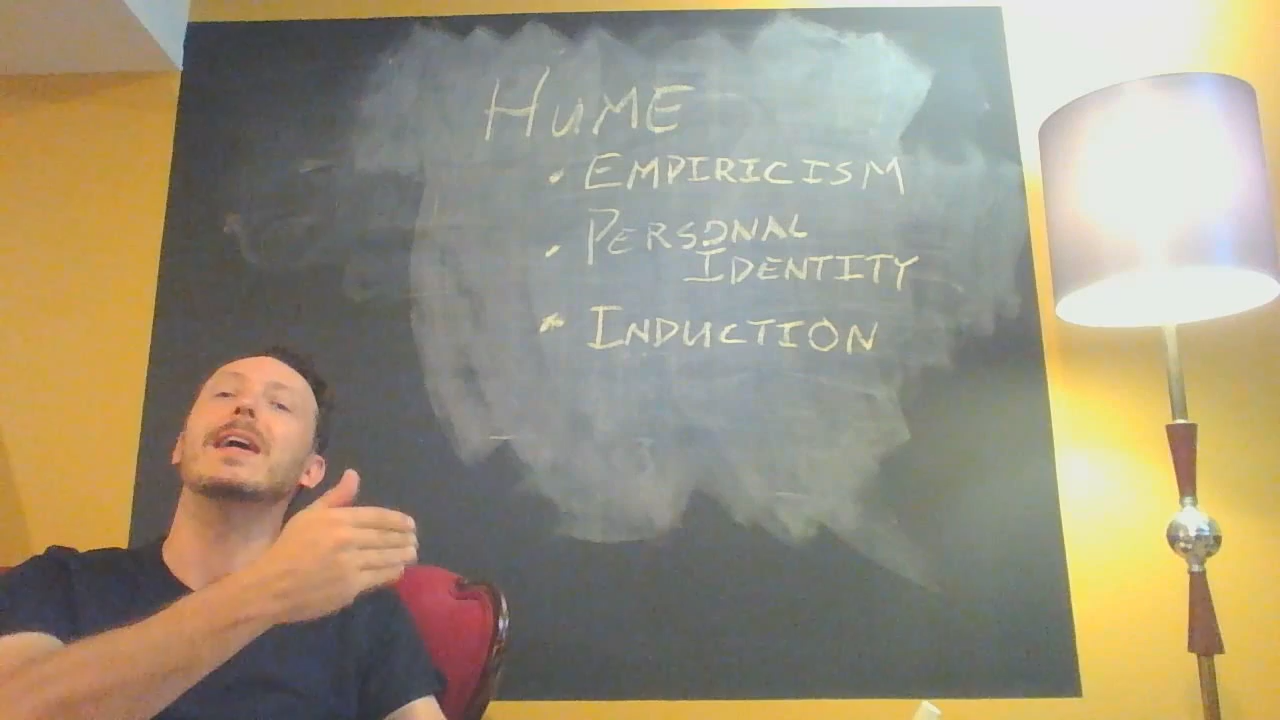 HUME
• EMPIRICISM
• PERSONAL
IDENTITY
• INDUCTION